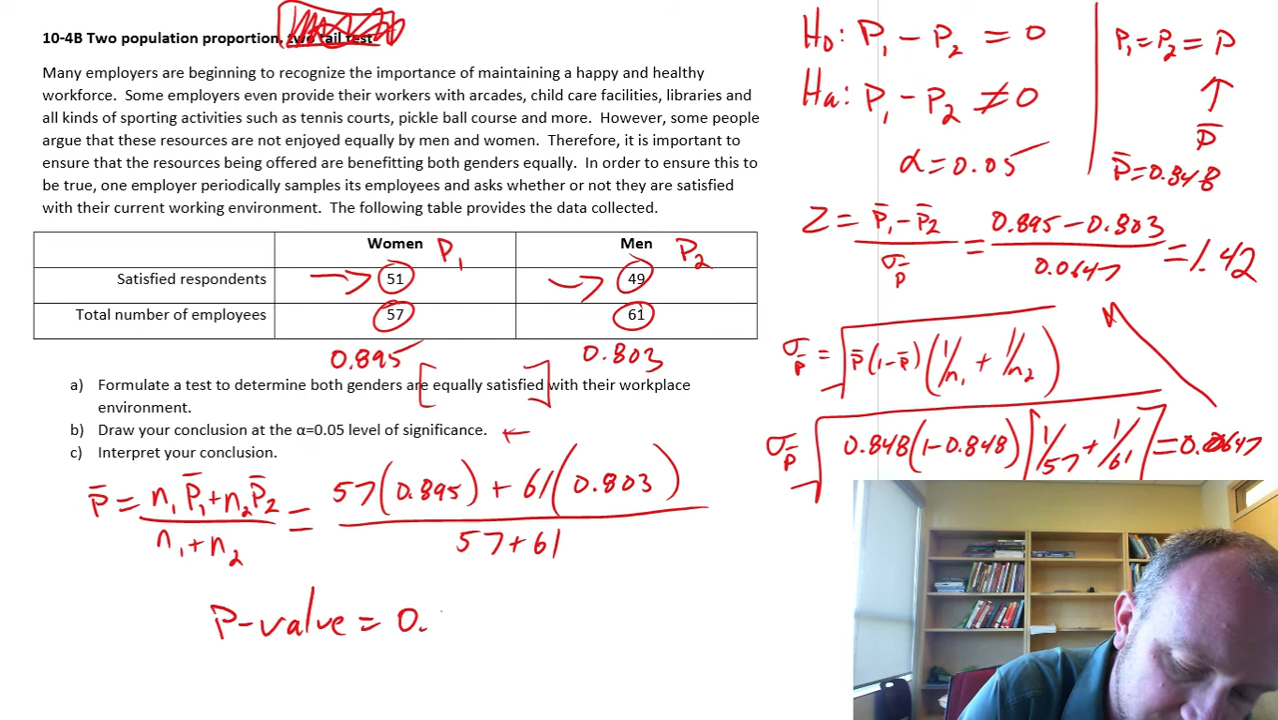 10-4B Two population proportion, two tail test
Many employers are beginning to recognize the importance of maintaining a happy and healthy
workforce. Some employers even provide their workers with arcades, child care facilities, libraries and
all kinds of sporting activities such as tennis courts, pickle ball course and more. However, some people
argue that these resources are not enjoyed equally by men and women. Therefore, it is important to
ensure that the resources being offered are benefitting both genders equally. In order to ensure this to
be true, one employer periodically samples its employees and asks whether or not they are satisfied
with their current working environment. The following table provides the data collected.
Women P₁ Men P₂
Satisfied respondents 51 49
Total number of employees 57 61
0.895 0.803
a) Formulate a test to determine both genders are [equally satisfied] with their workplace
environment.
b) Draw your conclusion at the α=0.05 level of significance.
c) Interpret your conclusion.
p̄ = (n₁p̄₁+n₂p̄₂)/(n₁+n₂) = (57(0.895) + 61(0.803))/(57+61)
P-value = 0.
H₀: P₁ - P₂ = 0
Ha: P₁ - P₂ ≠ 0
α = 0.05
P₁ = P₂ = P
↑
p̄
p̄ = 0.848
Z = (p̄₁ - p̄₂)/σp̄ = (0.895 - 0.803)/0.0647 = 1.42
σp̄ = √(p̄(1-p̄)(1/n₁ + 1/n₂))
σp̄ √(0.848(1-0.848)[1/57 + 1/61]) = 0.0647